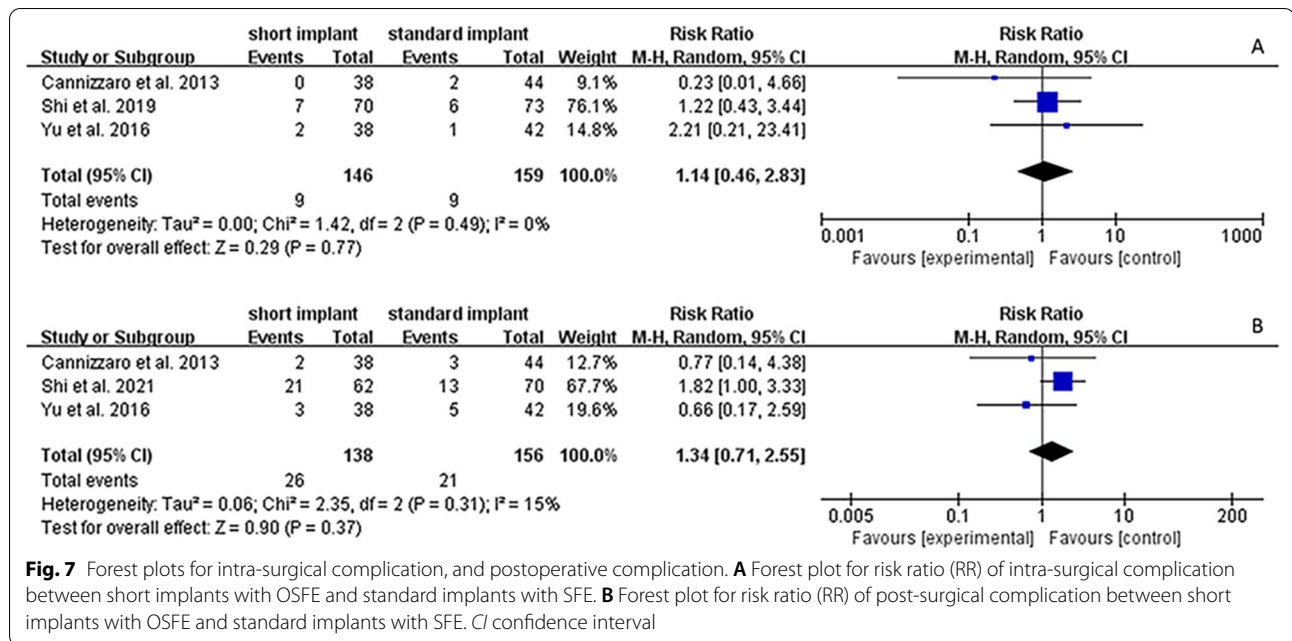 short implant standard implant Risk Ratio Risk Ratio A
Study or Subgroup Events Total Events Total Weight M-H, Random, 95% CI M-H, Random, 95% CI
Cannizzaro et al. 2013 0 38 2 44 9.1% 0.23 [0.01, 4.66]
Shi et al. 2019 7 70 6 73 76.1% 1.22 [0.43, 3.44]
Yu et al. 2016 2 38 1 42 14.8% 2.21 [0.21, 23.41]
Total (95% CI) 146 159 100.0% 1.14 [0.46, 2.83]
Total events 9 9
Heterogeneity: Tau² = 0.00; Chi² = 1.42, df = 2 (P = 0.49); I² = 0%
Test for overall effect: Z = 0.29 (P = 0.77)
0.001 0.1 1 10 1000
Favours [experimental] Favours [control]
short implant standard implant Risk Ratio Risk Ratio B
Study or Subgroup Events Total Events Total Weight M-H, Random, 95% CI M-H, Random, 95% CI
Cannizzaro et al. 2013 2 38 3 44 12.7% 0.77 [0.14, 4.38]
Shi et al. 2021 21 62 13 70 67.7% 1.82 [1.00, 3.33]
Yu et al. 2016 3 38 5 42 19.6% 0.66 [0.17, 2.59]
Total (95% CI) 138 156 100.0% 1.34 [0.71, 2.55]
Total events 26 21
Heterogeneity: Tau² = 0.06; Chi² = 2.35, df = 2 (P = 0.31); I² = 15%
Test for overall effect: Z = 0.90 (P = 0.37)
0.005 0.1 1 10 200
Favours [experimental] Favours [control]
Fig. 7 Forest plots for intra-surgical complication, and postoperative complication. A Forest plot for risk ratio (RR) of intra-surgical complication
between short implants with OSFE and standard implants with SFE. B Forest plot for risk ratio (RR) of post-surgical complication between short
implants with OSFE and standard implants with SFE. CI confidence interval